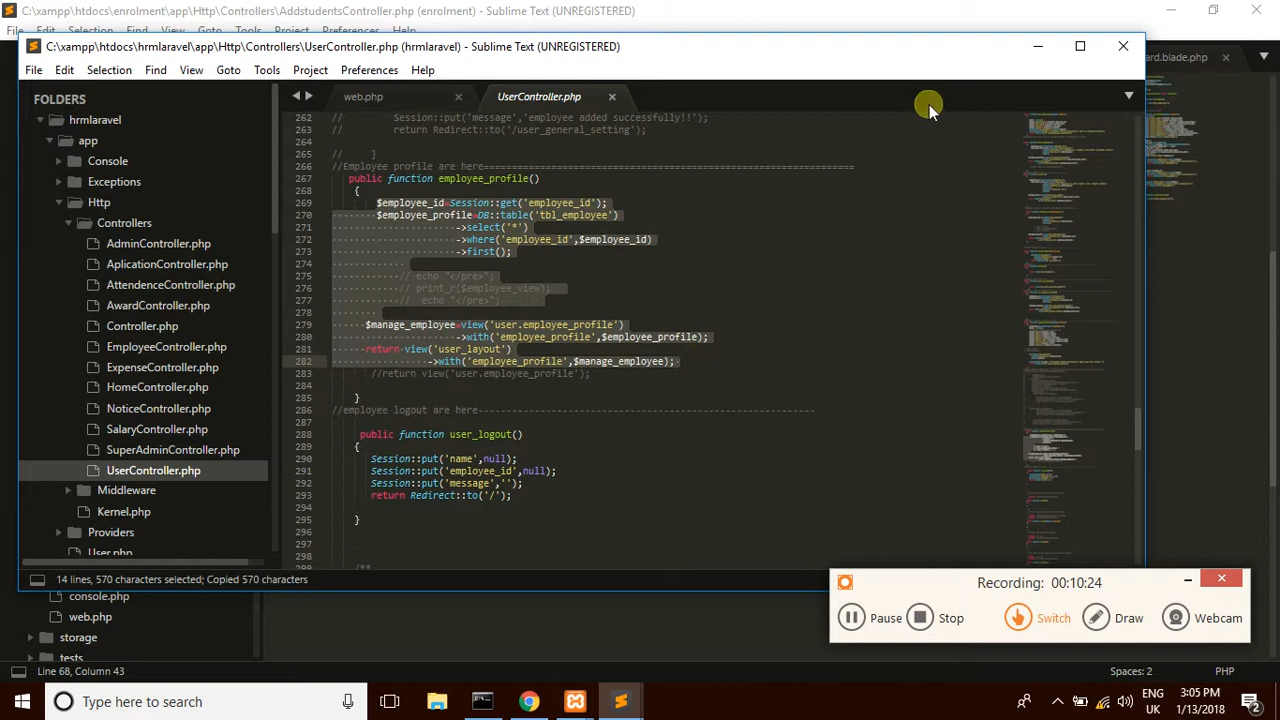 C:\xampp\htdocs\enrolment\app\Http\Controllers\AddstudentsController.php (enrolment) - Sublime Text (UNREGISTERED)
C:\xampp\htdocs\hrmlaravel\app\Http\Controllers\UserController.php (hrmlaravel) - Sublime Text (UNREGISTERED)
File Edit Selection Find View Goto Tools Project Preferences Help
ard.blade.php
FOLDERS
hrmlaravel
app
Console
Exceptions
Http
Controllers
AdminController.php
AplicationController.php
AttendenceController.php
AwardController.php
Controller.php
EmployeeController.php
ExpenseController.php
HomeController.php
NoticeController.php
SalaryController.php
SuperAdminController.php
UserController.php
Middleware
Kernel.php
Providers
User.php
web.php
UserController.php
262 // Session 'message','employee added successfully!!');
263 return Redirect::to('/user_general_setting');
264
265
266 //employee profile are
267 public function employee_profile()
268 {
269 $employee_id=Session::get('employee_id');
270 $employee_profile=DB::table('tbl_employee')
271 ->select('*')
272 ->where('employee_id',$employee_id)
273 ->first();
274
275 // echo "</pre>";
276 // print_r($employee_view);
277 // echo "</pre>";
278
279 $manage_employee=view('user.employee_profile')
280 ->with('employee_profile',$employee_profile);
281 return view('user_layout')
282 ->with('employee_profile',$manage_employee);
283 //return view('user.employee_profile');
284
285 }
286 //employee logout are here
287
288 public function user_logout()
289 {
290 Session::put('name',null);
291 Session::put('employee_id',null);
292 Session::put('message','');
293 return Redirect::to('/');
294
295 }
296
297
298
299 /**
14 lines, 570 characters selected; Copied 570 characters
Recording: 00:10:24
Pause Stop Switch Draw Webcam
console.php
web.php
storage
tests
Line 68, Column 43
Spaces: 2 PHP
Type here to search
ENG
UK
3:05 PM
1/13/2018
2